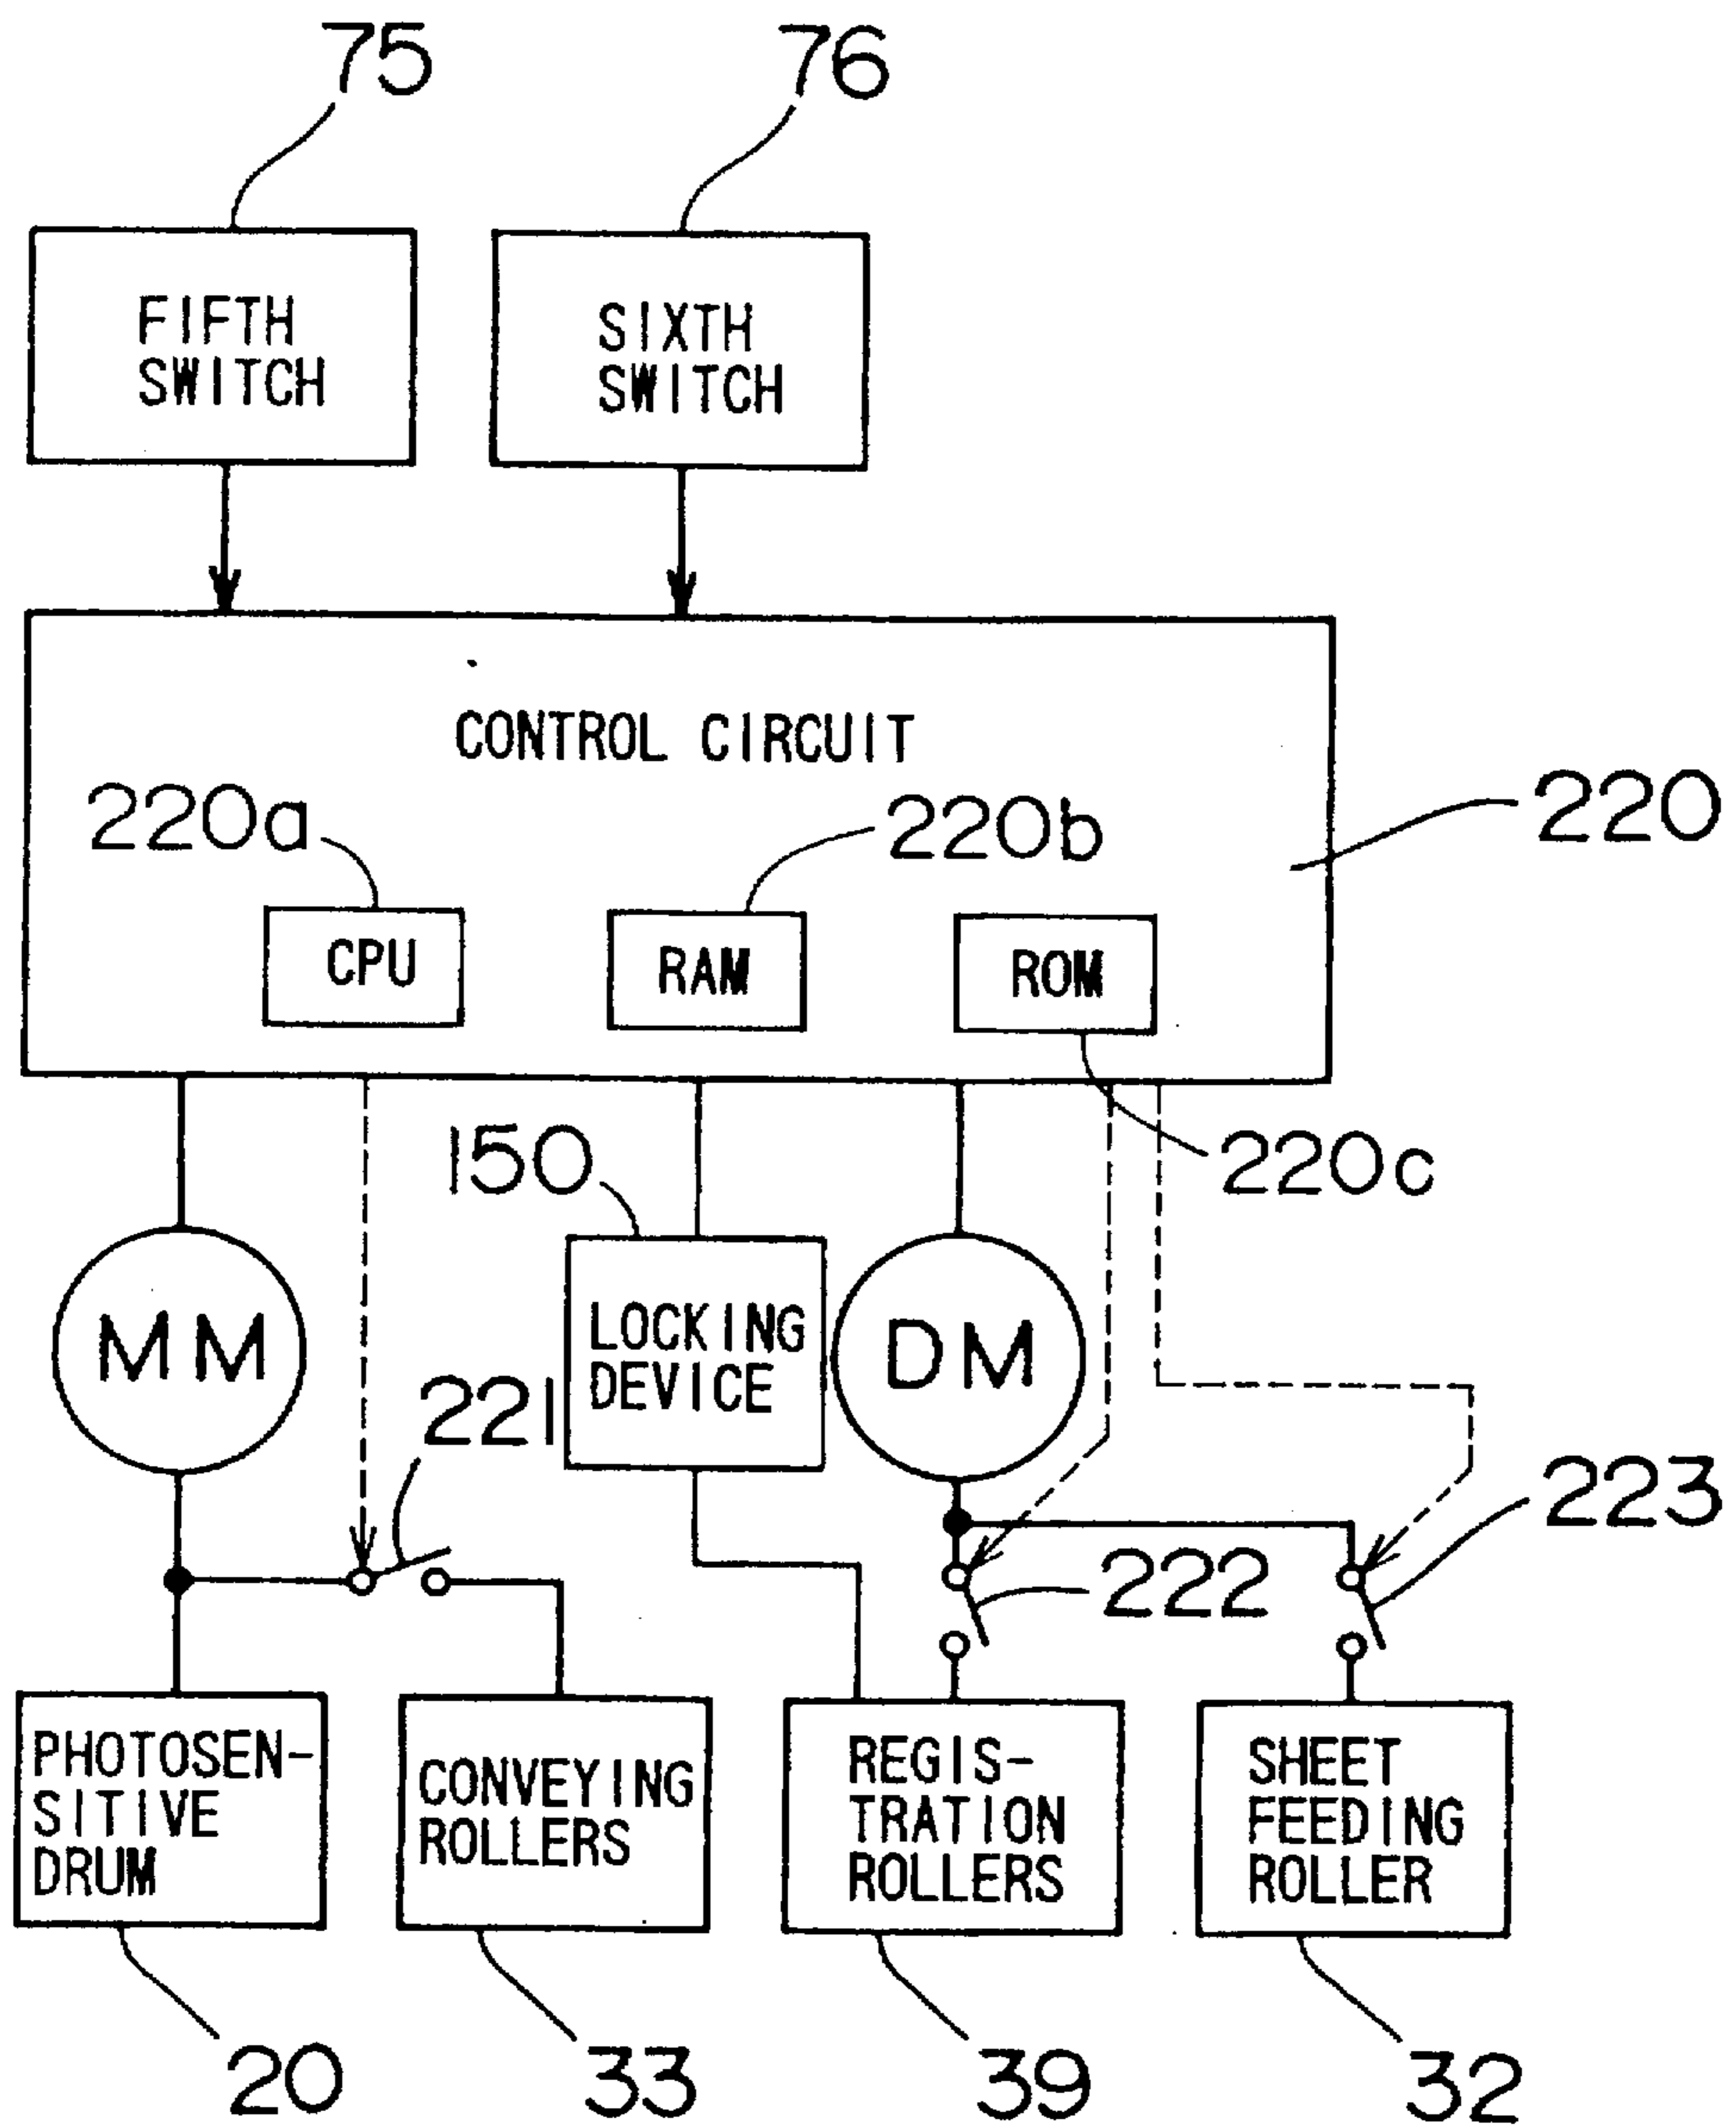 75
76
FIFTH
SWITCH
SIXTH
SWITCH
CONTROL CIRCUIT
220a
220b
220
CPU
RAM
ROM
150
220c
MM
LOCKING
DEVICE
DM
221
223
222
PHOTOSEN-
SITIVE
DRUM
CONVEYING
ROLLERS
REGIS-
TRATION
ROLLERS
SHEET
FEEDING
ROLLER
20
33
39
32